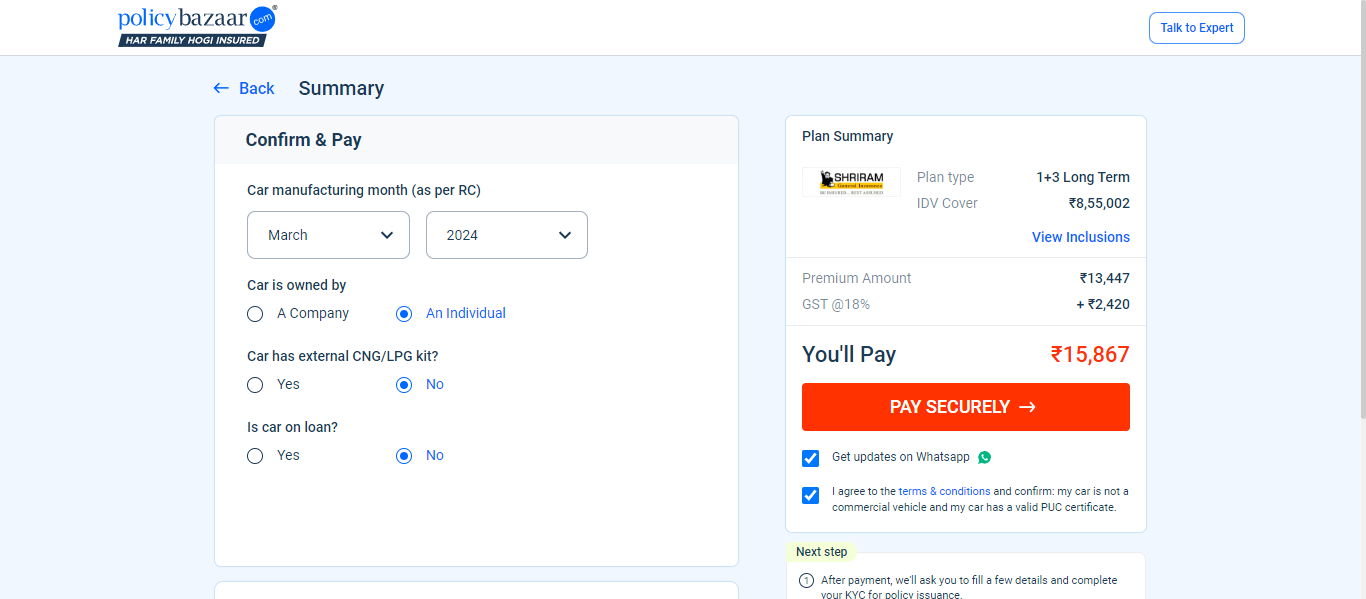 policybazaar com
HAR FAMILY HOGI INSURED
Talk to Expert
Back
Summary
Confirm & Pay
Car manufacturing month (as per RC)
March
2024
Car is owned by
A Company
An Individual
Car has external CNG/LPG kit?
Yes
No
Is car on loan?
Yes
No
Plan Summary
SHRIRAM
General Insurance
Plan type
1+3 Long Term
IDV Cover
₹8,55,002
View Inclusions
Premium Amount
₹13,447
GST @18%
+ ₹2,420
You'll Pay
₹15,867
PAY SECURELY →
Get updates on Whatsapp
I agree to the terms & conditions and confirm: my car is not a
commercial vehicle and my car has a valid PUC certificate.
Next step
1 After payment, we'll ask you to fill a few details and complete
your KYC for policy issuance.